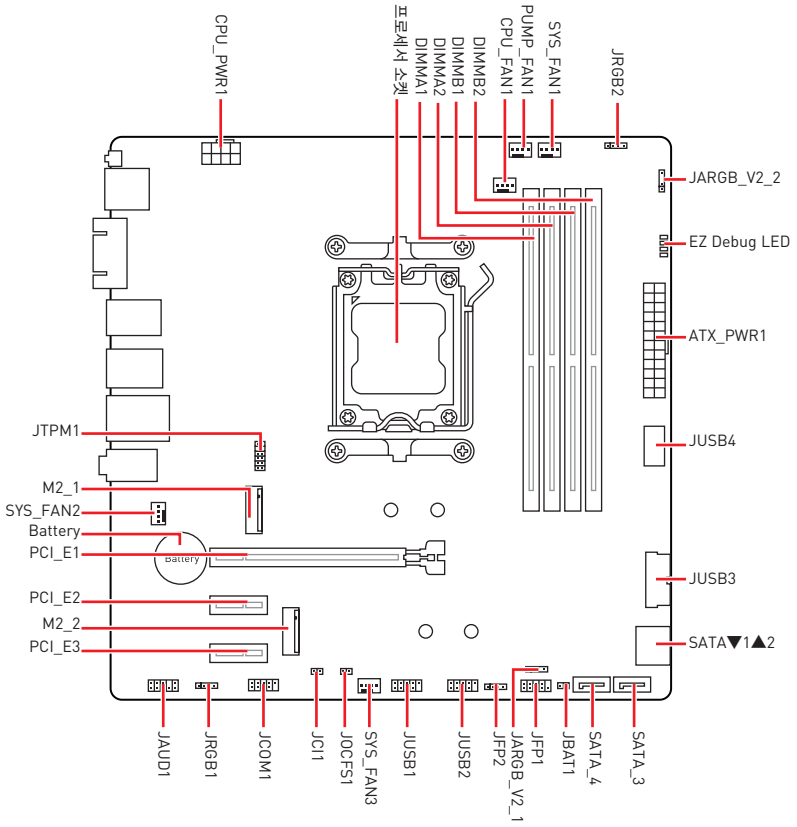 CPU_PWR1
프로세서 소켓
DIMMA1
DIMMA2
DIMMB1
DIMMB2
CPU_FAN1
PUMP_FAN1
SYS_FAN1
JRGB2
JARGB_V2_2
EZ Debug LED
ATX_PWR1
JUSB4
JUSB3
SATA▼1▲2
JTPM1
M2_1
SYS_FAN2
Battery
PCI_E1
Battery
PCI_E2
M2_2
PCI_E3
JAUD1
JRGB1
JCOM1
JCI1
JOCFS1
SYS_FAN3
JUSB1
JUSB2
JFP2
JARGB_V2_1
JFP1
JBAT1
SATA_4
SATA_3